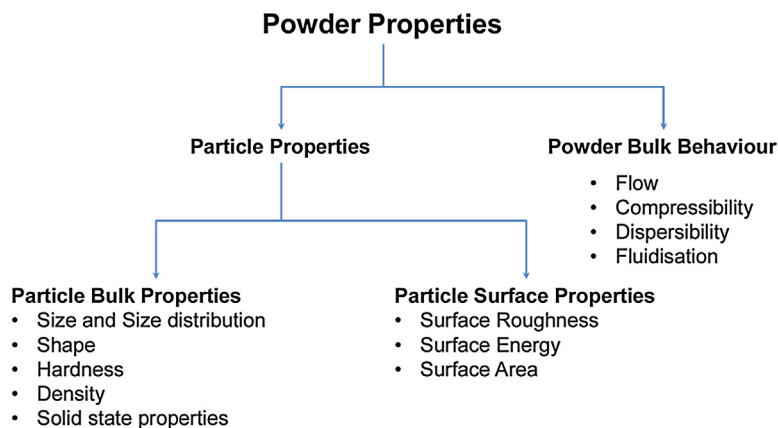 Powder Properties
Particle Properties
Powder Bulk Behaviour
• Flow
• Compressibility
• Dispersibility
• Fluidisation
Particle Bulk Properties
• Size and Size distribution
• Shape
• Hardness
• Density
• Solid state properties
Particle Surface Properties
• Surface Roughness
• Surface Energy
• Surface Area